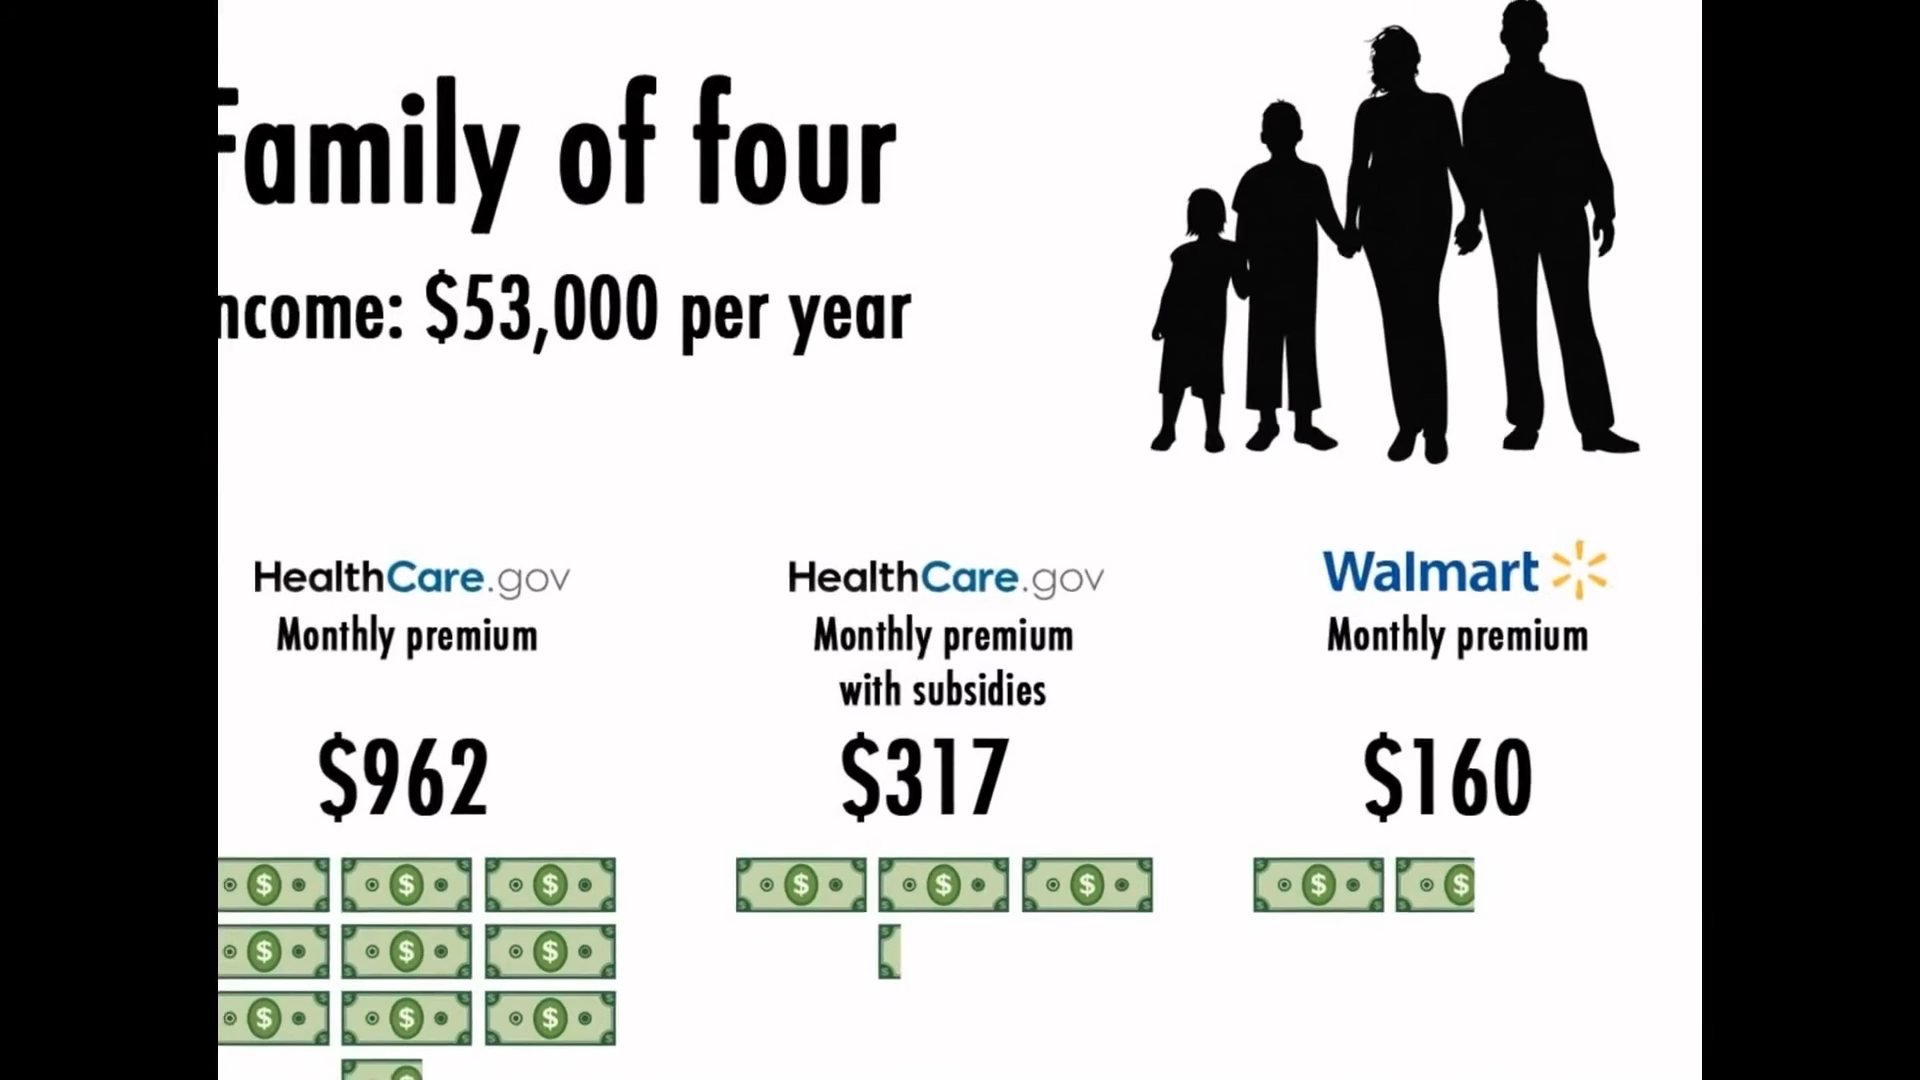 Family of four
ncome: $53,000 per year
HealthCare.gov
Monthly premium
$962
HealthCare.gov
Monthly premium
with subsidies
$317
Walmart
Monthly premium
$160